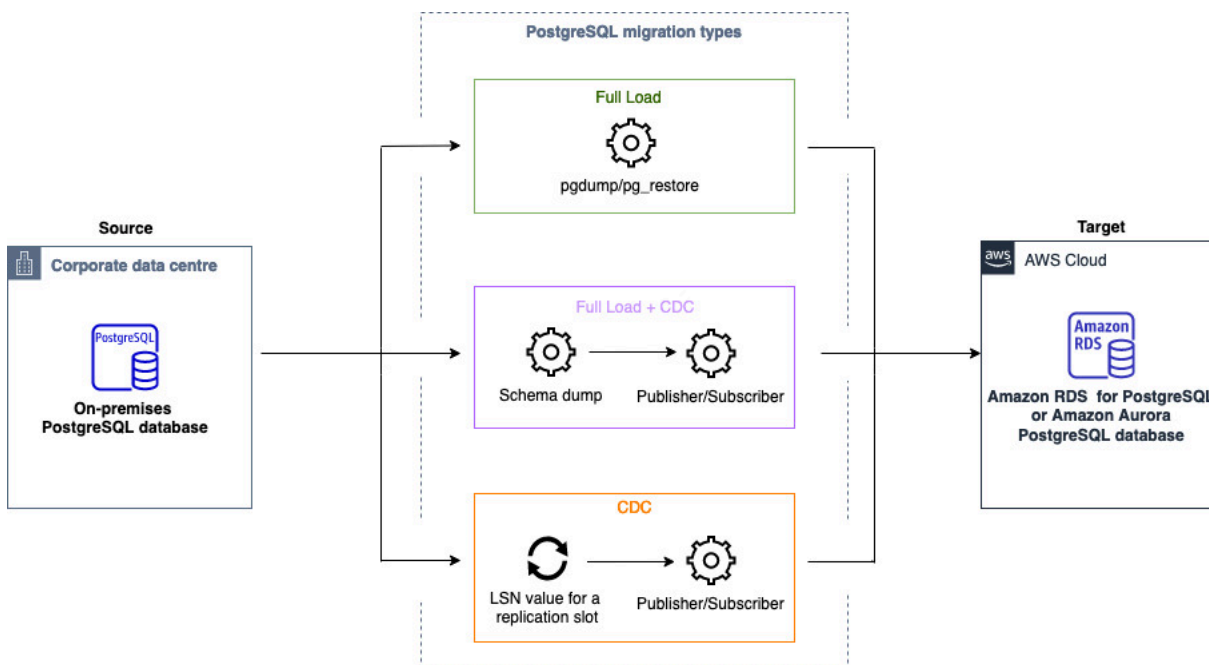 PostgreSQL migration types
Full Load
pgdump/pg_restore
Source
Corporate data centre
PostgreSQL
On-premises
PostgreSQL database
Full Load + CDC
Schema dump
Publisher/Subscriber
Target
aws
AWS Cloud
Amazon
RDS
Amazon RDS for PostgreSQL
or Amazon Aurora
PostgreSQL database
CDC
LSN value for a
replication slot
Publisher/Subscriber